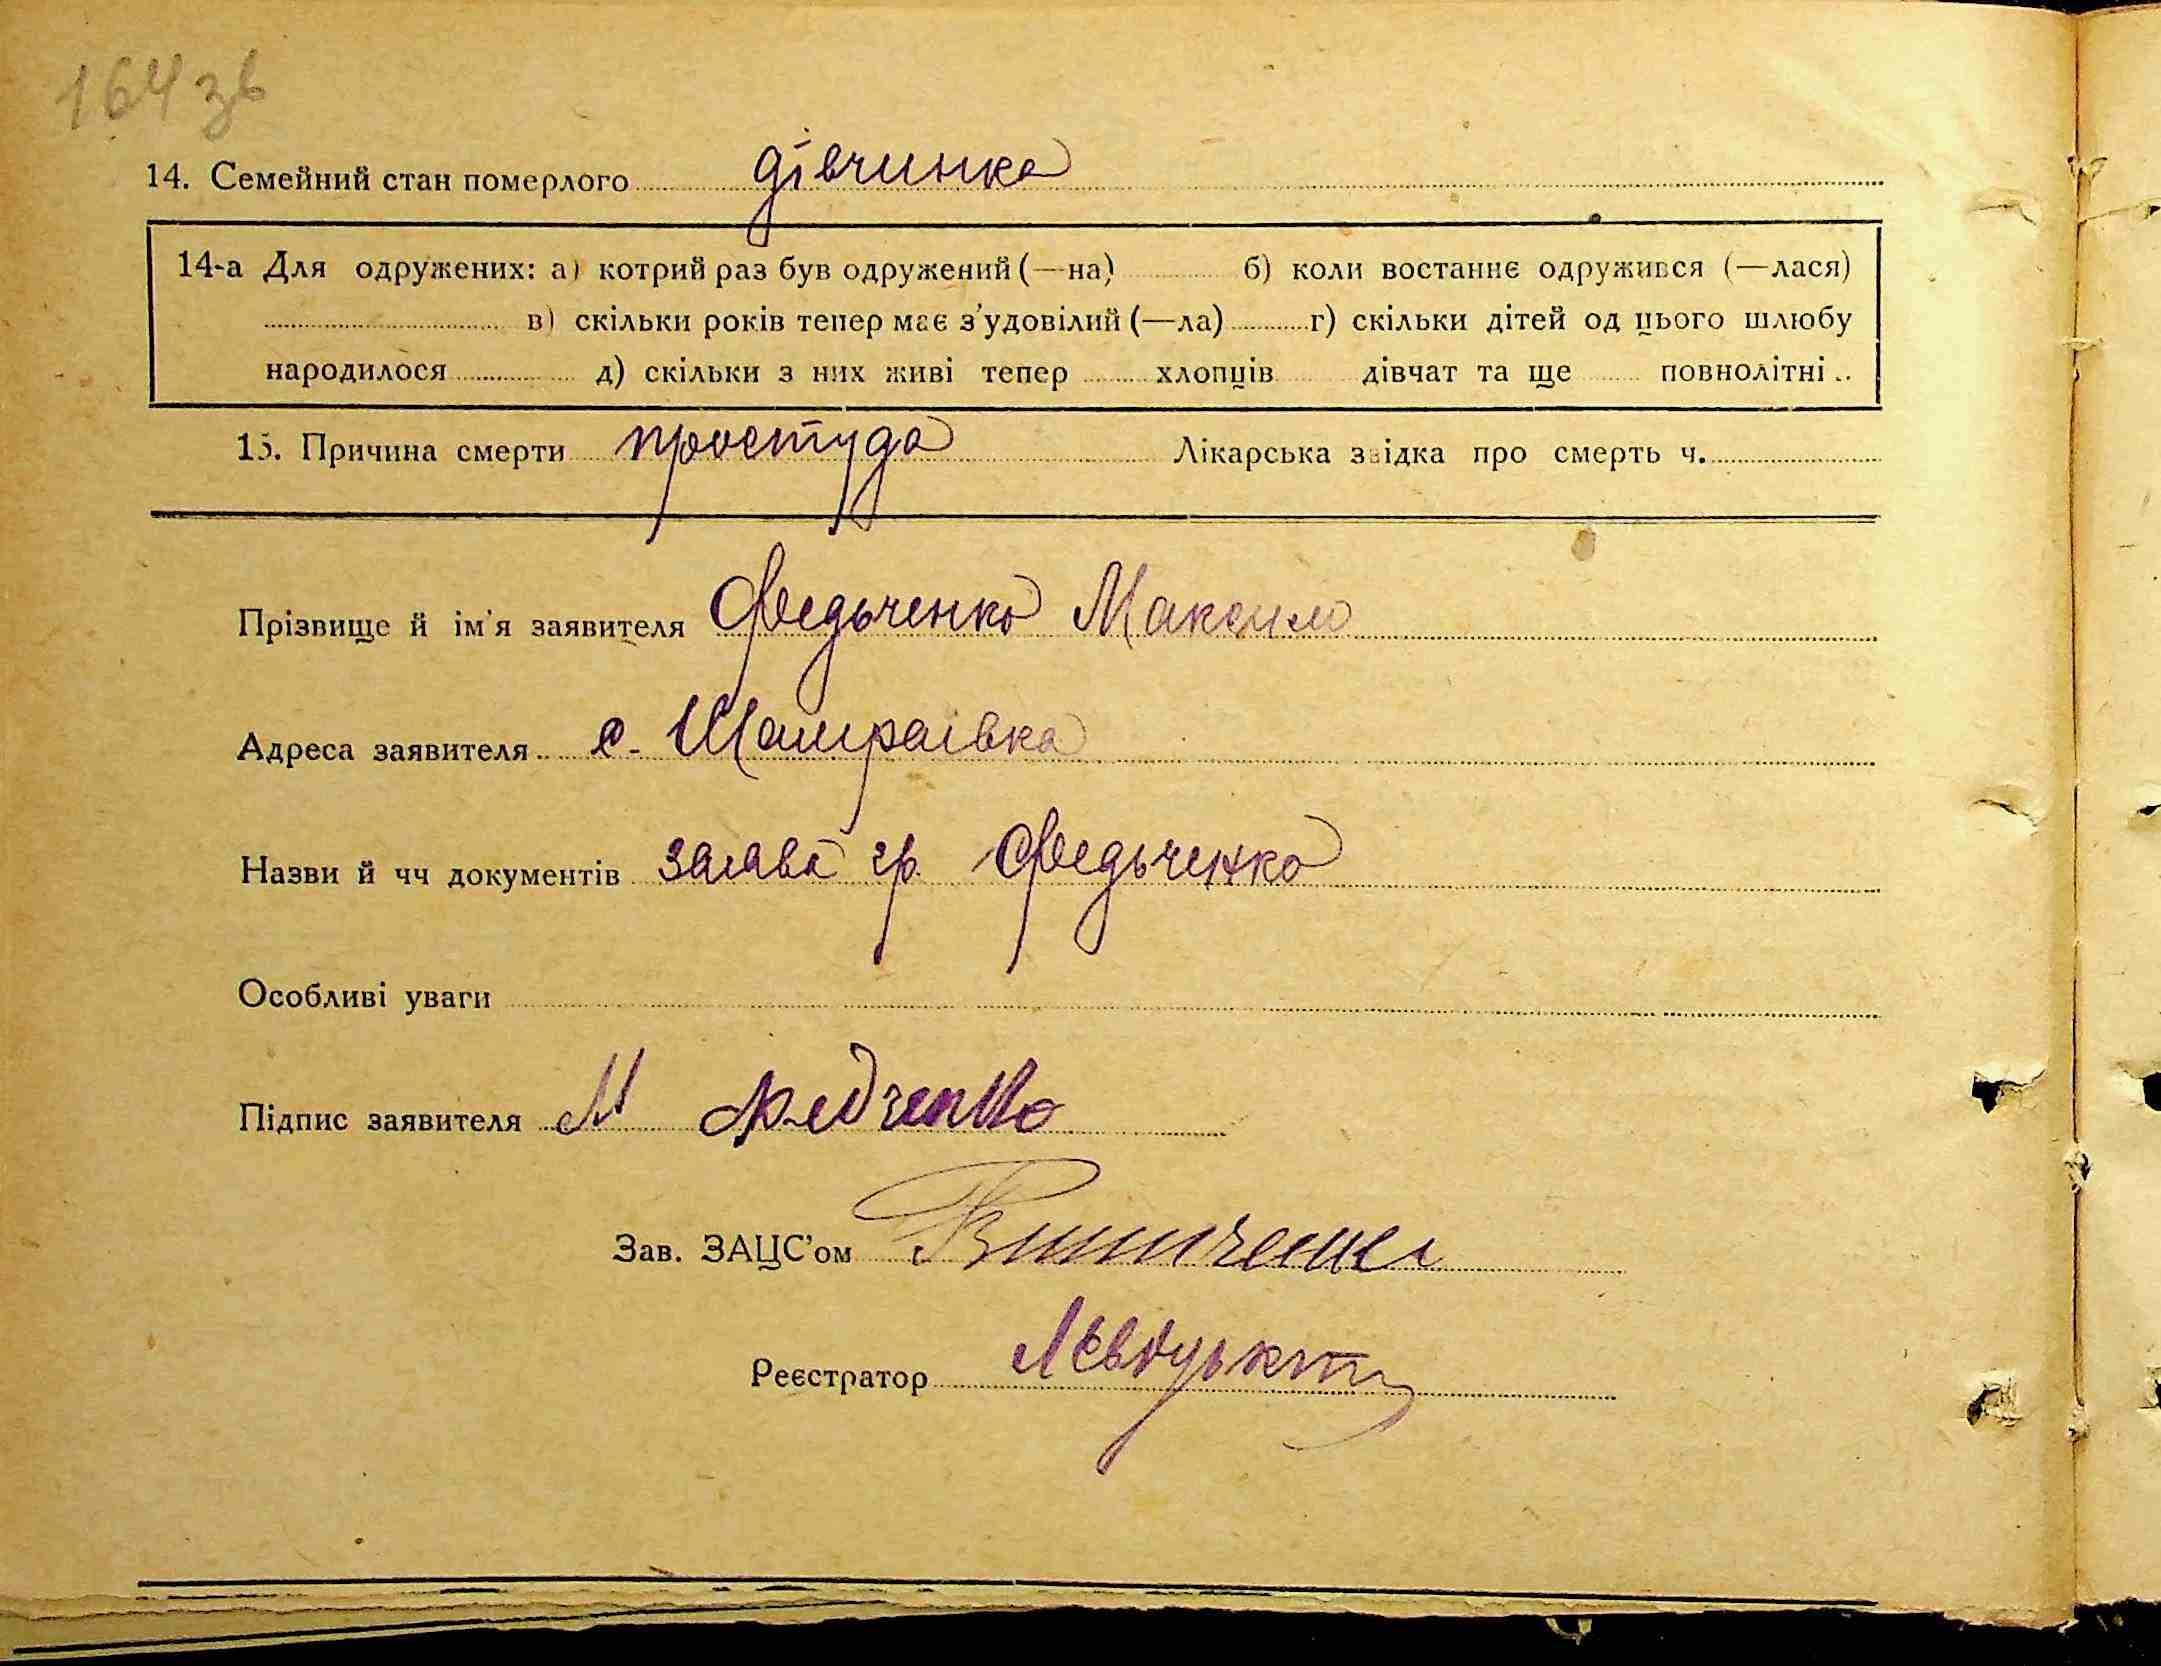 164 зв
14. Семейний стан померлого дівчинка
14-а Для одружених: а) котрий раз був одружений (—на) б) коли востаннє одружився (—лася)
в) скільки років тепер має з'удовілий (—ла) г) скільки дітей од цього шлюбу
народилося д) скільки з них живі тепер хлопців дівчат та ще повнолітні
15. Причина смерти простуда Лікарська звідка про смерть ч.
Прізвище й ім'я заявителя Федьченко Максим
Адреса заявителя с. Шамраївка
Назви й чч документів заява гр. Федьченко
Особливі уваги
Підпис заявителя М Федченко
Зав. ЗАЦС'ом
Реєстратор